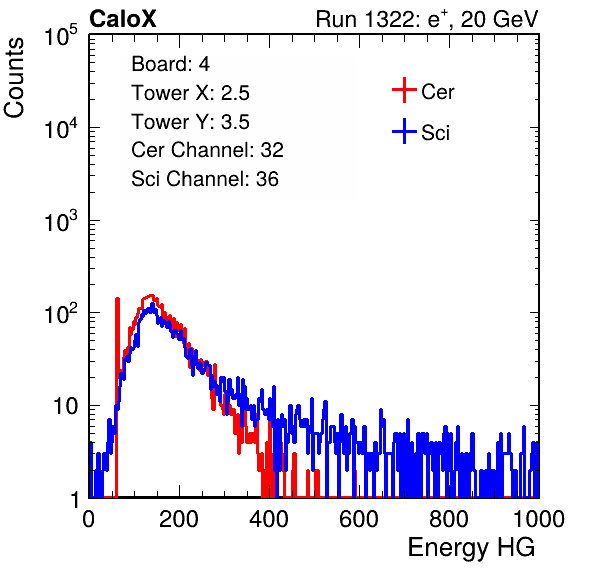 CaloX Run 1322: e⁺, 20 GeV
Counts
Board: 4
Tower X: 2.5
Tower Y: 3.5
Cer Channel: 32
Sci Channel: 36
Cer
Sci
10⁵
10⁴
10³
10²
10
1
0 200 400 600 800 1000
Energy HG